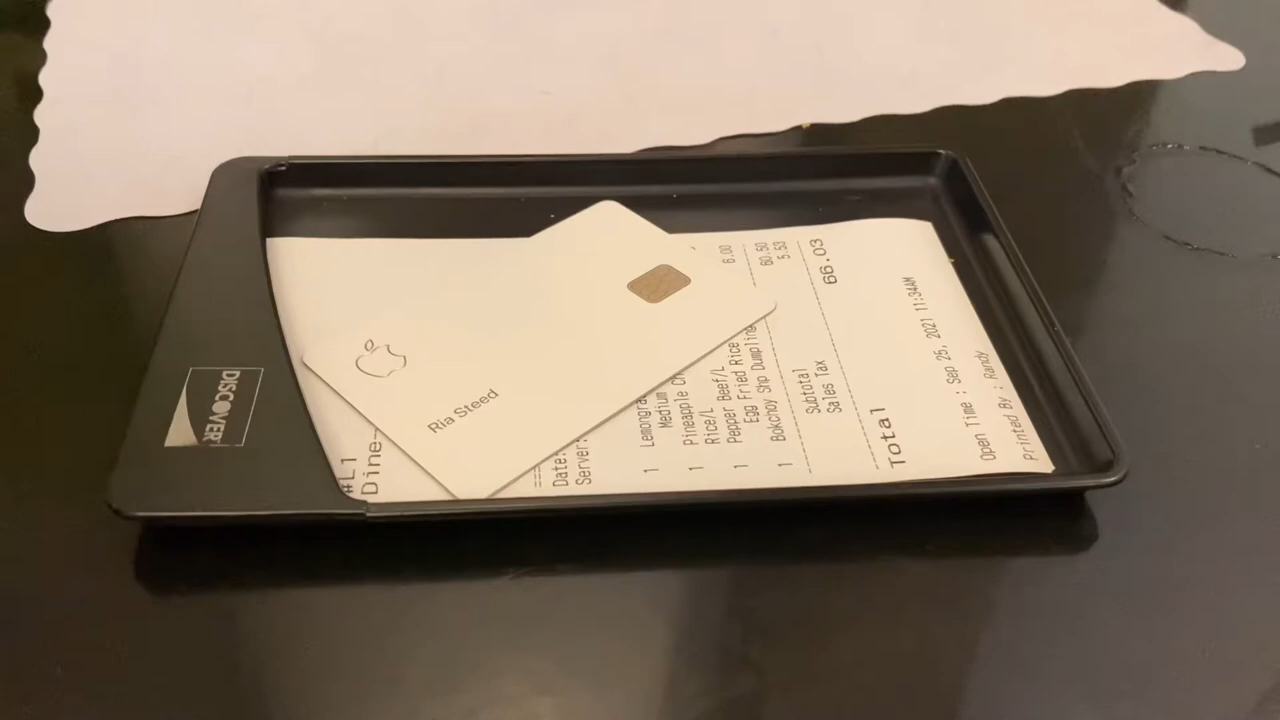 DISCOVER
Ria Steed
#L1
Dine-
Date:
Server:
1 Lemongra
Medium
1 Pineapple Ch
Rice/L
1 Pepper Beef/L
Egg Fried Rice
1 Bokchoy Shp Dumpling 6.00
Subtotal 60.50
Sales Tax 5.53
Total 66.03
Open Time : Sep 25, 2021 11:34AM
Printed By : Randy